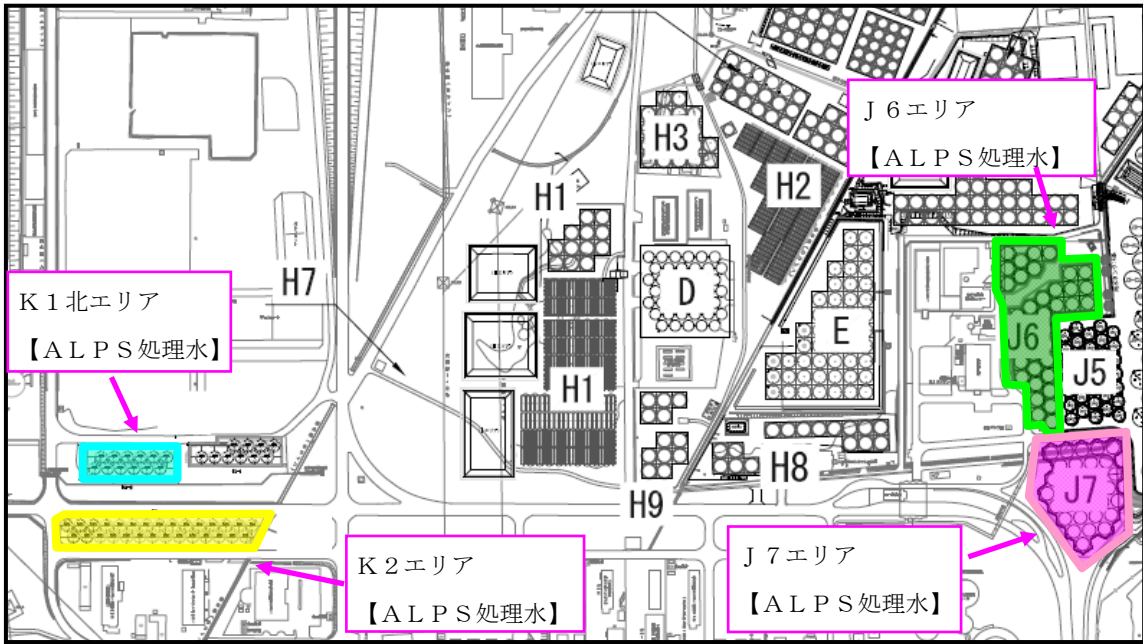 J6エリア
【ALPS処理水】
H3
H2
H1
H7
D
K1北エリア
【ALPS処理水】
E
J6
J5
H1
H8
J7
H9
K2エリア
【ALPS処理水】
J7エリア
【ALPS処理水】